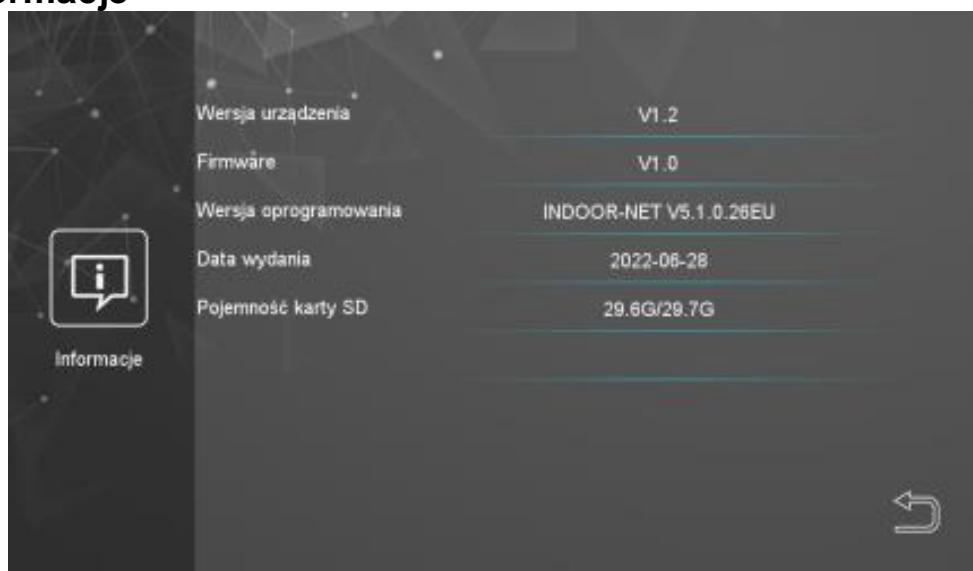 Wersja urządzenia V1.2
Firmware V1.0
Wersja oprogramowania INDOOR-NET V5.1.0.26EU
Data wydania 2022-06-28
Pojemność karty SD 29.6G/29.7G
Informacje